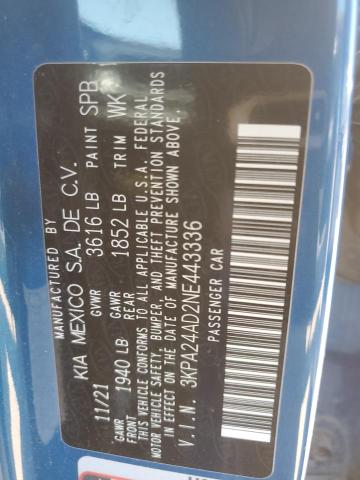 MANUFACTURED BY
KIA MEXICO S.A. DE C.V.
11/21 GVWR 3616 LB PAINT SPB
GAWR FRONT 1940 LB GAWR REAR 1852 LB TRIM WK
THIS VEHICLE CONFORMS TO ALL APPLICABLE U.S.A. FEDERAL
MOTOR VEHICLE SAFETY, BUMPER, AND THEFT PREVENTION STANDARDS
IN EFFECT ON THE DATE OF MANUFACTURE SHOWN ABOVE.
V.I.N. 3KPA24AD2NE443336
PASSENGER CAR